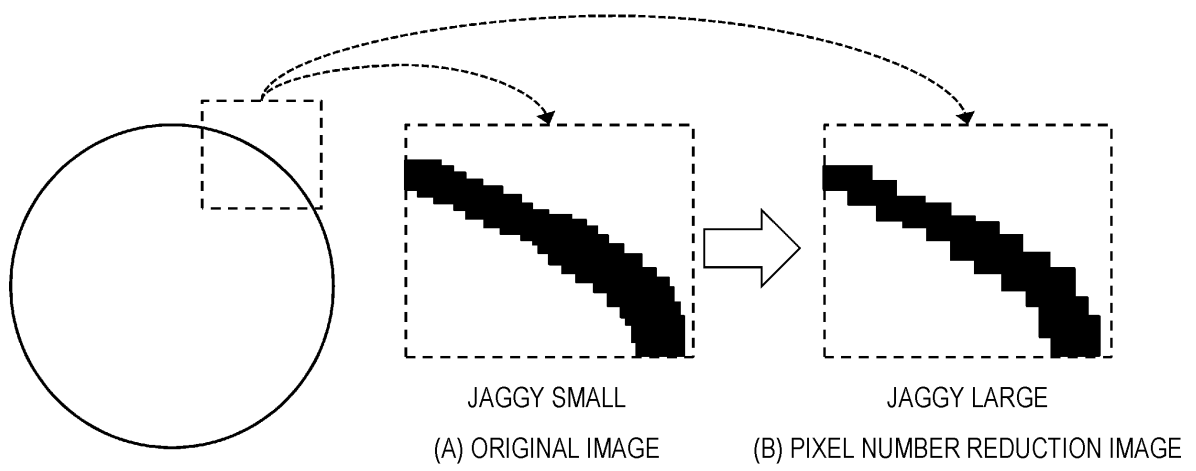 JAGGY SMALL
JAGGY LARGE
(A) ORIGINAL IMAGE
(B) PIXEL NUMBER REDUCTION IMAGE